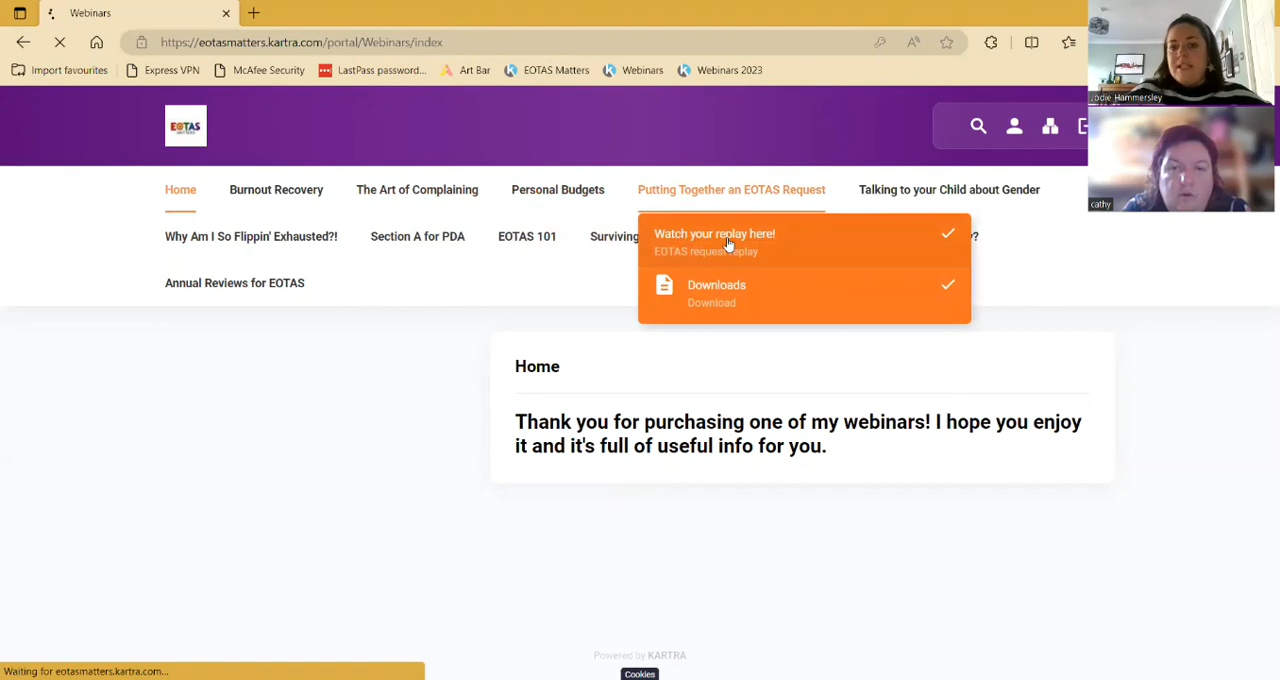 Webinars
https://eotasmatters.kartra.com/portal/Webinars/index
Import favourites Express VPN McAfee Security LastPass password... Art Bar EOTAS Matters Webinars Webinars 2023
Jodie Hammersley
cathy
EOTAS
MATTERS
Home Burnout Recovery The Art of Complaining Personal Budgets Putting Together an EOTAS Request Talking to your Child about Gender
Why Am I So Flippin' Exhausted?! Section A for PDA EOTAS 101 Surviving ?
Annual Reviews for EOTAS
Watch your replay here!
EOTAS request replay
Downloads
Download
Home
Thank you for purchasing one of my webinars! I hope you enjoy
it and it's full of useful info for you.
Powered by KARTRA
Cookies
Waiting for eotasmatters.kartra.com...